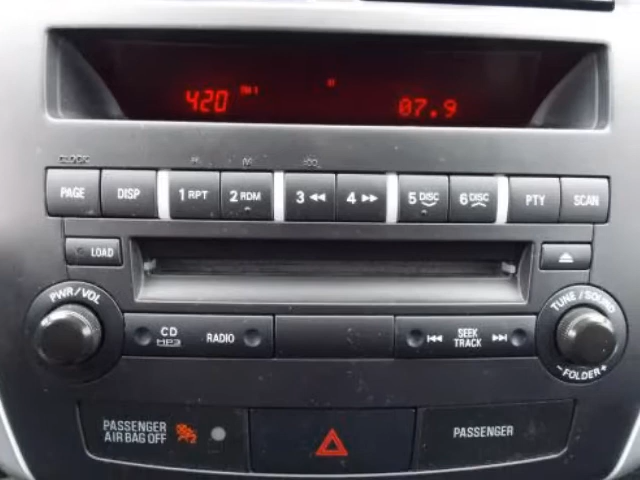 420
07.9
CLOCK
PAGE DISP 1 RPT 2 RDM 3 4 5 DISC 6 DISC PTY SCAN
LOAD
PWR/VOL
TUNE/SOUND
CD
MP3
RADIO
SEEK
TRACK
-FOLDER+
PASSENGER
AIR BAG OFF
PASSENGER